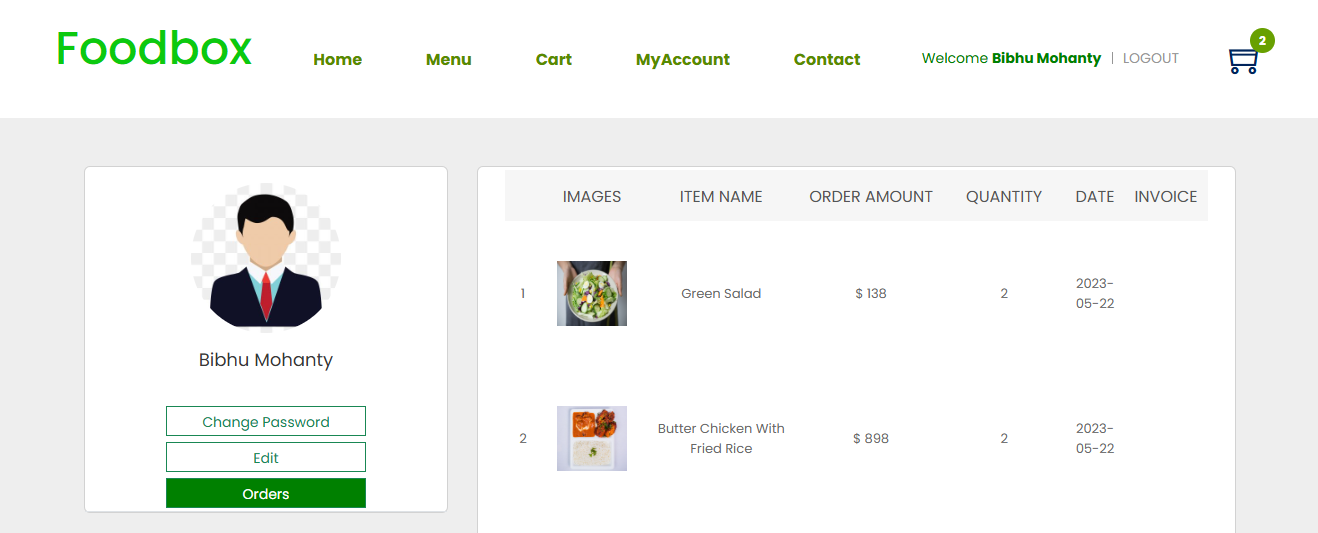 Foodbox
Home Menu Cart MyAccount Contact Welcome Bibhu Mohanty | LOGOUT 2
Bibhu Mohanty
Change Password
Edit
Orders
IMAGES ITEM NAME ORDER AMOUNT QUANTITY DATE INVOICE
1 Green Salad $ 138 2 2023-
05-22
2 Butter Chicken With
Fried Rice $ 898 2 2023-
05-22